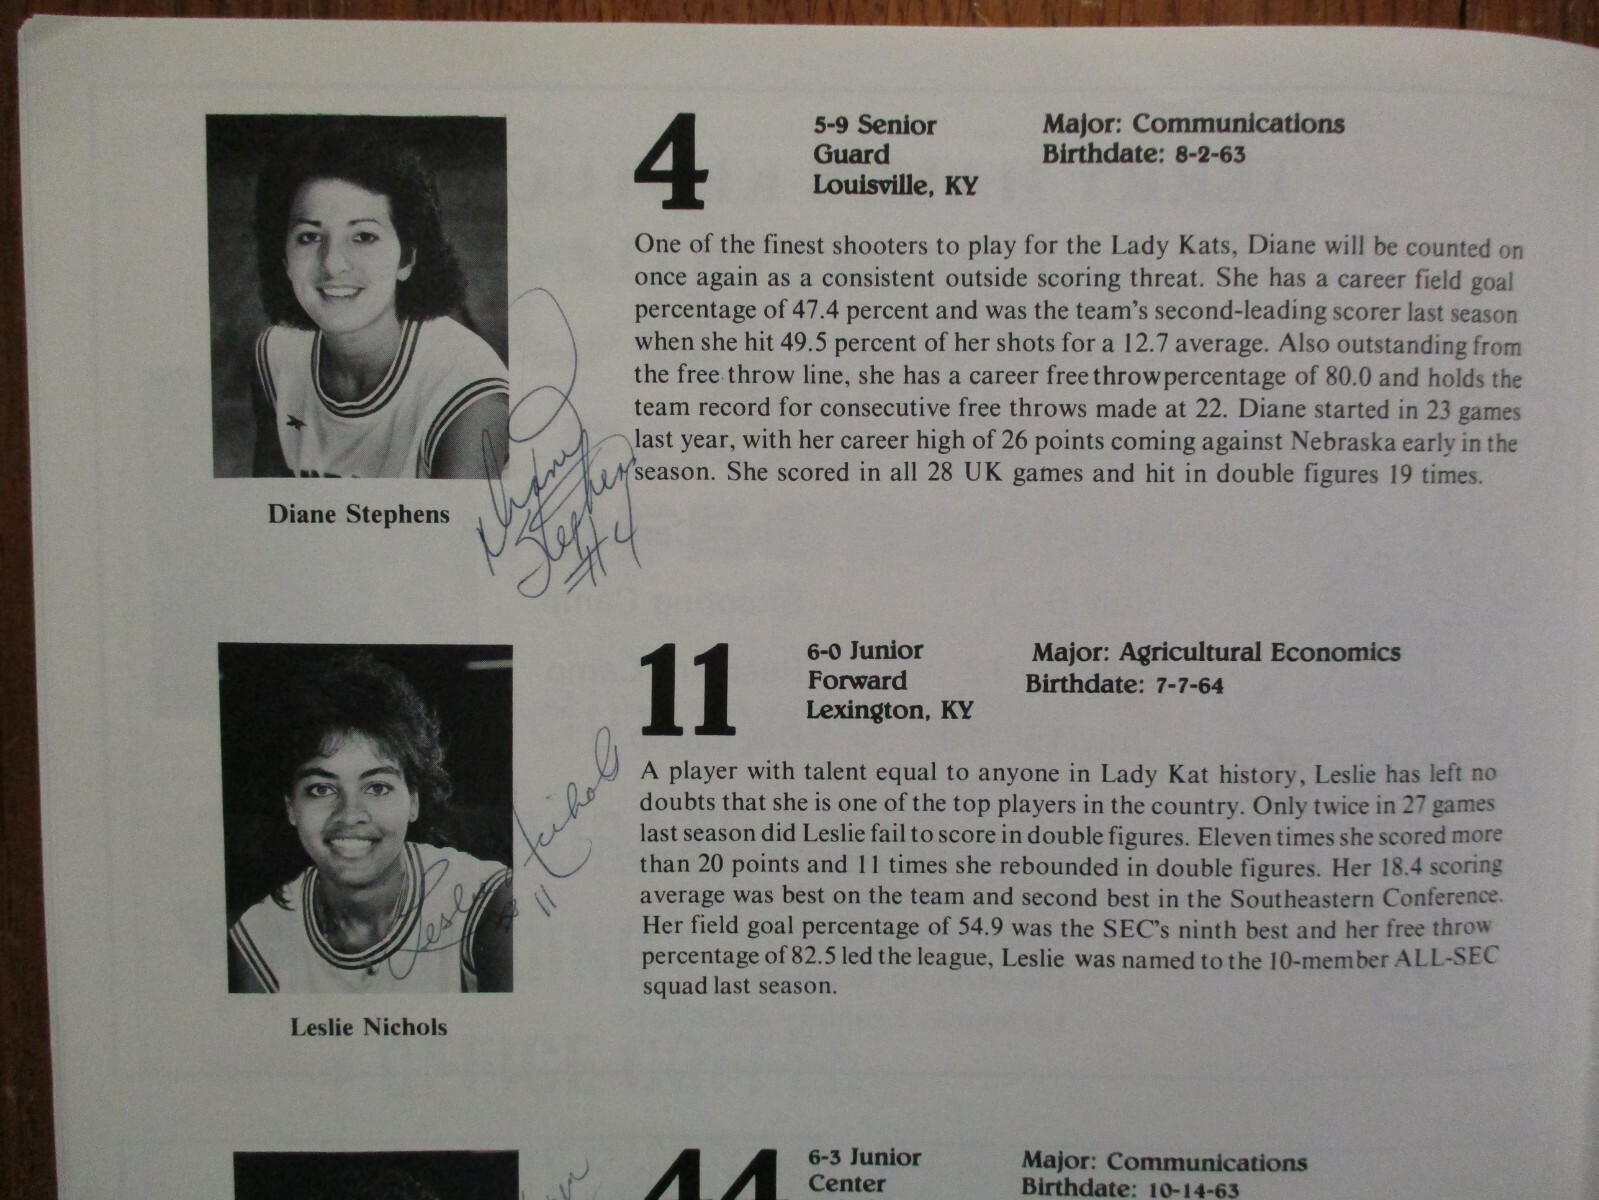 4
5-9 Senior
Guard
Louisville, KY
Major: Communications
Birthdate: 8-2-63
One of the finest shooters to play for the Lady Kats, Diane will be counted on
once again as a consistent outside scoring threat. She has a career field goal
percentage of 47.4 percent and was the team's second-leading scorer last season
when she hit 49.5 percent of her shots for a 12.7 average. Also outstanding from
the free throw line, she has a career free throw percentage of 80.0 and holds the
team record for consecutive free throws made at 22. Diane started in 23 games
last year, with her career high of 26 points coming against Nebraska early in the
season. She scored in all 28 UK games and hit in double figures 19 times.
Diane Stephens
Diane
Stephens
#4
11
6-0 Junior
Forward
Lexington, KY
Major: Agricultural Economics
Birthdate: 7-7-64
A player with talent equal to anyone in Lady Kat history, Leslie has left no
doubts that she is one of the top players in the country. Only twice in 27 games
last season did Leslie fail to score in double figures. Eleven times she scored more
than 20 points and 11 times she rebounded in double figures. Her 18.4 scoring
average was best on the team and second best in the Southeastern Conference.
Her field goal percentage of 54.9 was the SEC's ninth best and her free throw
percentage of 82.5 led the league, Leslie was named to the 10-member ALL-SEC
squad last season.
Leslie Nichols
#11
Leslie Nichols
44
6-3 Junior
Center
Major: Communications
Birthdate: 10-14-63